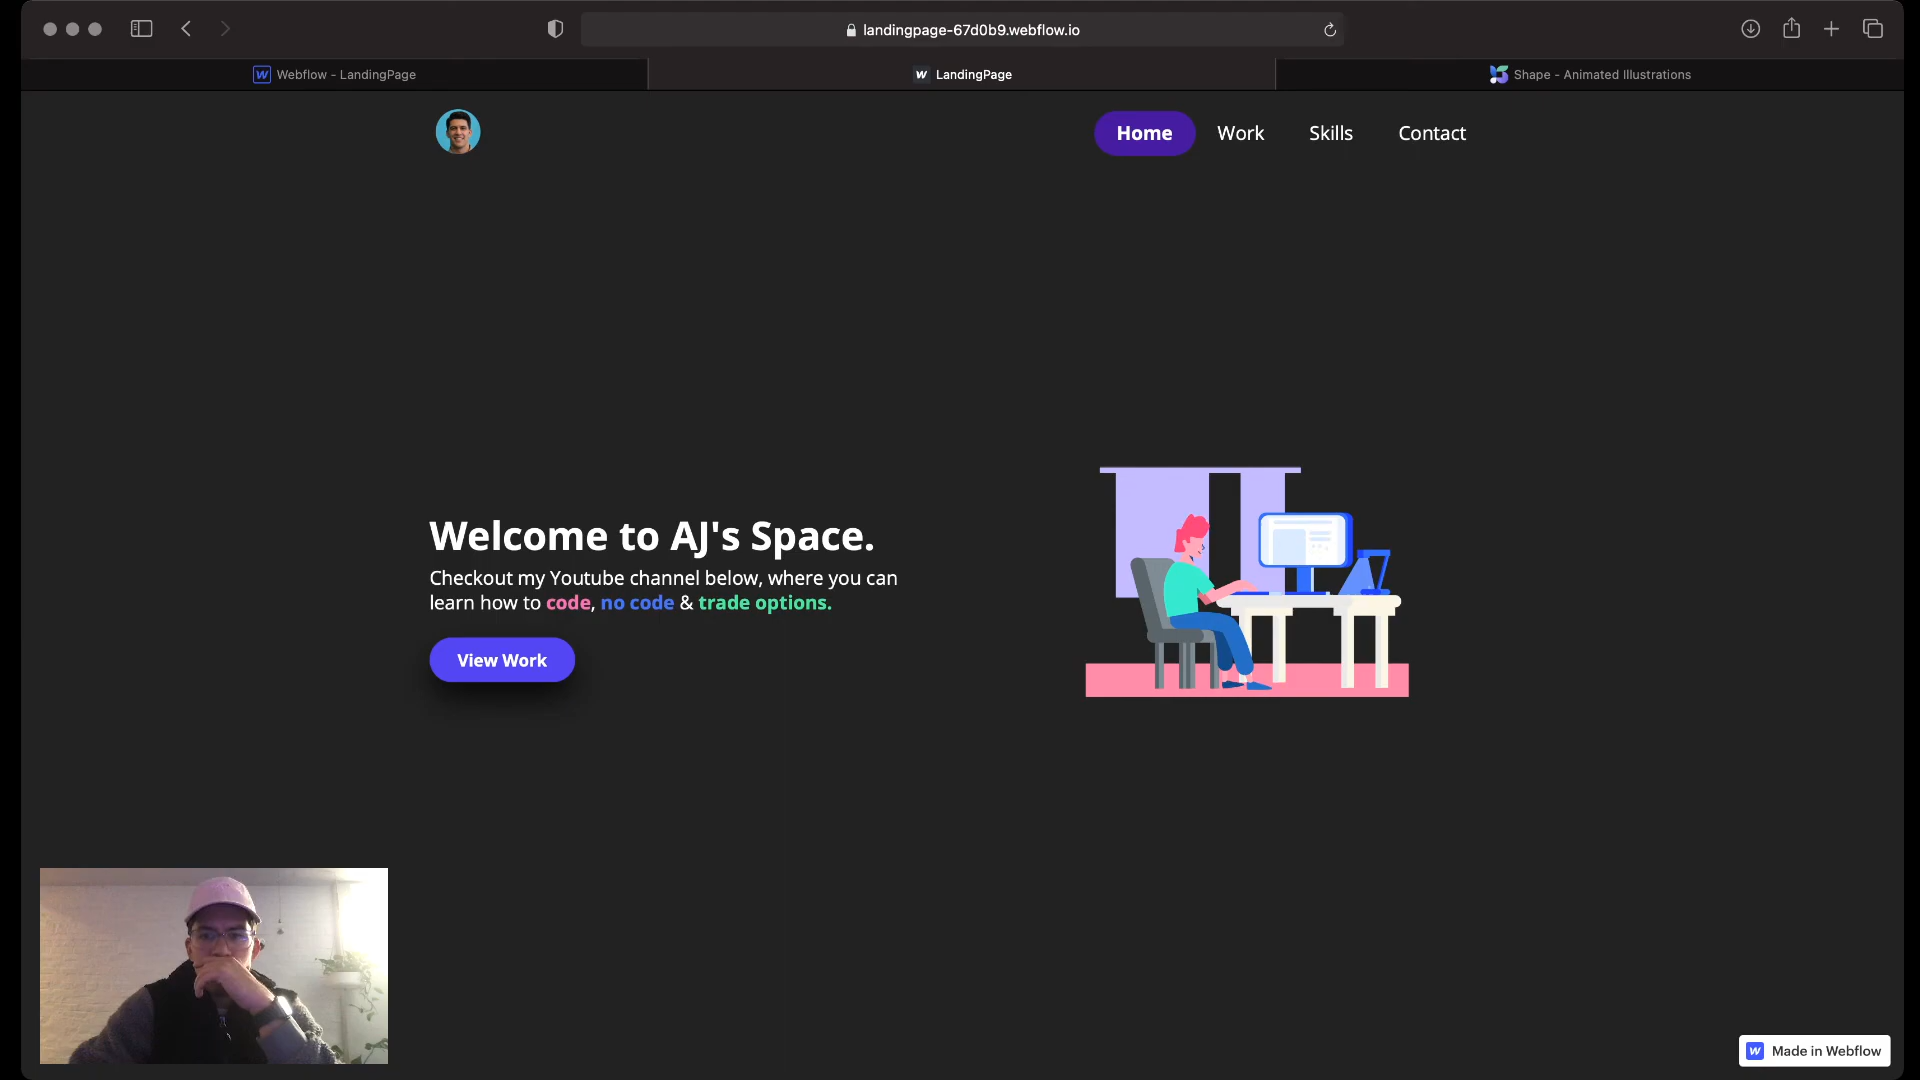 landingpage-67d0b9.webflow.io
W Webflow - LandingPage
W LandingPage
Shape - Animated Illustrations
Home
Work
Skills
Contact
Welcome to AJ's Space.
Checkout my Youtube channel below, where you can
learn how to code, no code & trade options.
View Work
W Made in Webflow